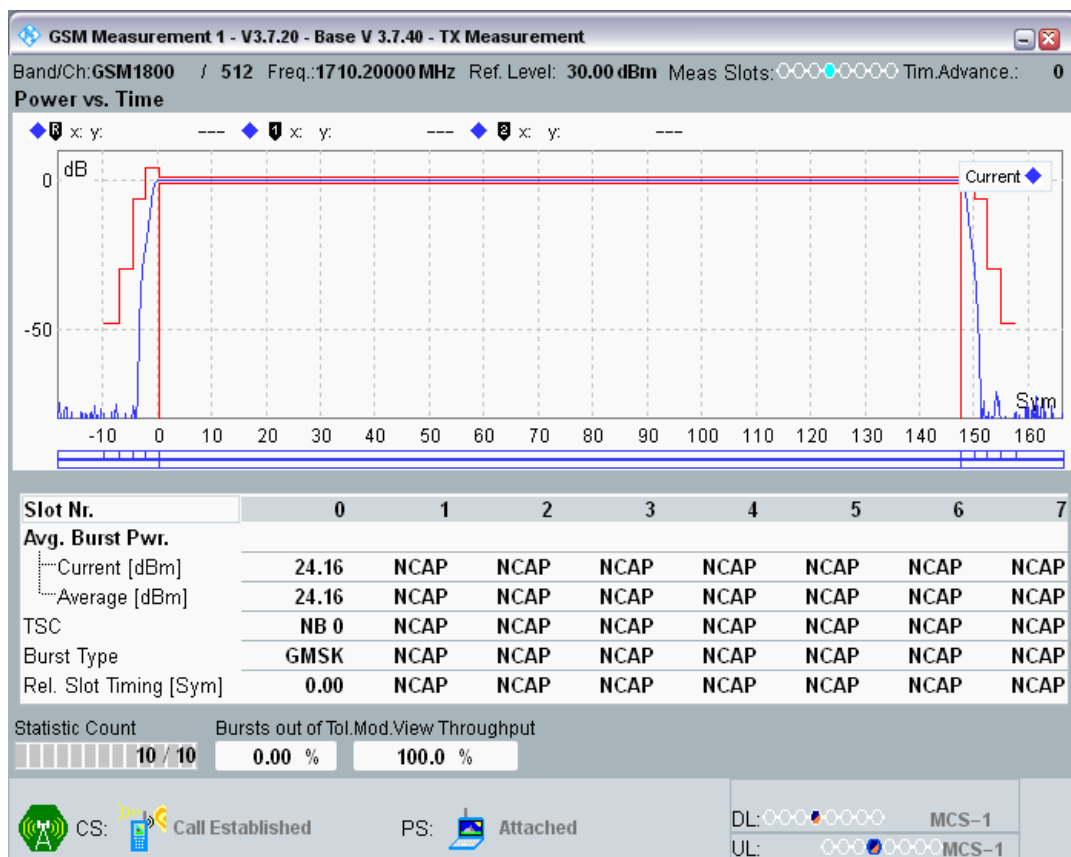 GSM Measurement 1 - V3.7.20 - Base V 3.7.40 - TX Measurement
Band/Ch:GSM1800 / 512 Freq.:1710.20000 MHz Ref. Level: 30.00 dBm Meas Slots: Tim.Advance.: 0
Power vs. Time
R x: y: --- 1 x: y: --- 2 x: y: ---
dB
Current
0
-50
Sym
-10 0 10 20 30 40 50 60 70 80 90 100 110 120 130 140 150 160
Slot Nr. 0 1 2 3 4 5 6 7
Avg. Burst Pwr.
Current [dBm] 24.16 NCAP NCAP NCAP NCAP NCAP NCAP NCAP
Average [dBm] 24.16 NCAP NCAP NCAP NCAP NCAP NCAP NCAP
TSC NB 0 NCAP NCAP NCAP NCAP NCAP NCAP NCAP
Burst Type GMSK NCAP NCAP NCAP NCAP NCAP NCAP NCAP
Rel. Slot Timing [Sym] 0.00 NCAP NCAP NCAP NCAP NCAP NCAP NCAP
Statistic Count Bursts out of Tol.Mod.View Throughput
10 / 10 0.00 % 100.0 %
CS: Call Established PS: Attached DL: MCS-1
UL: MCS-1